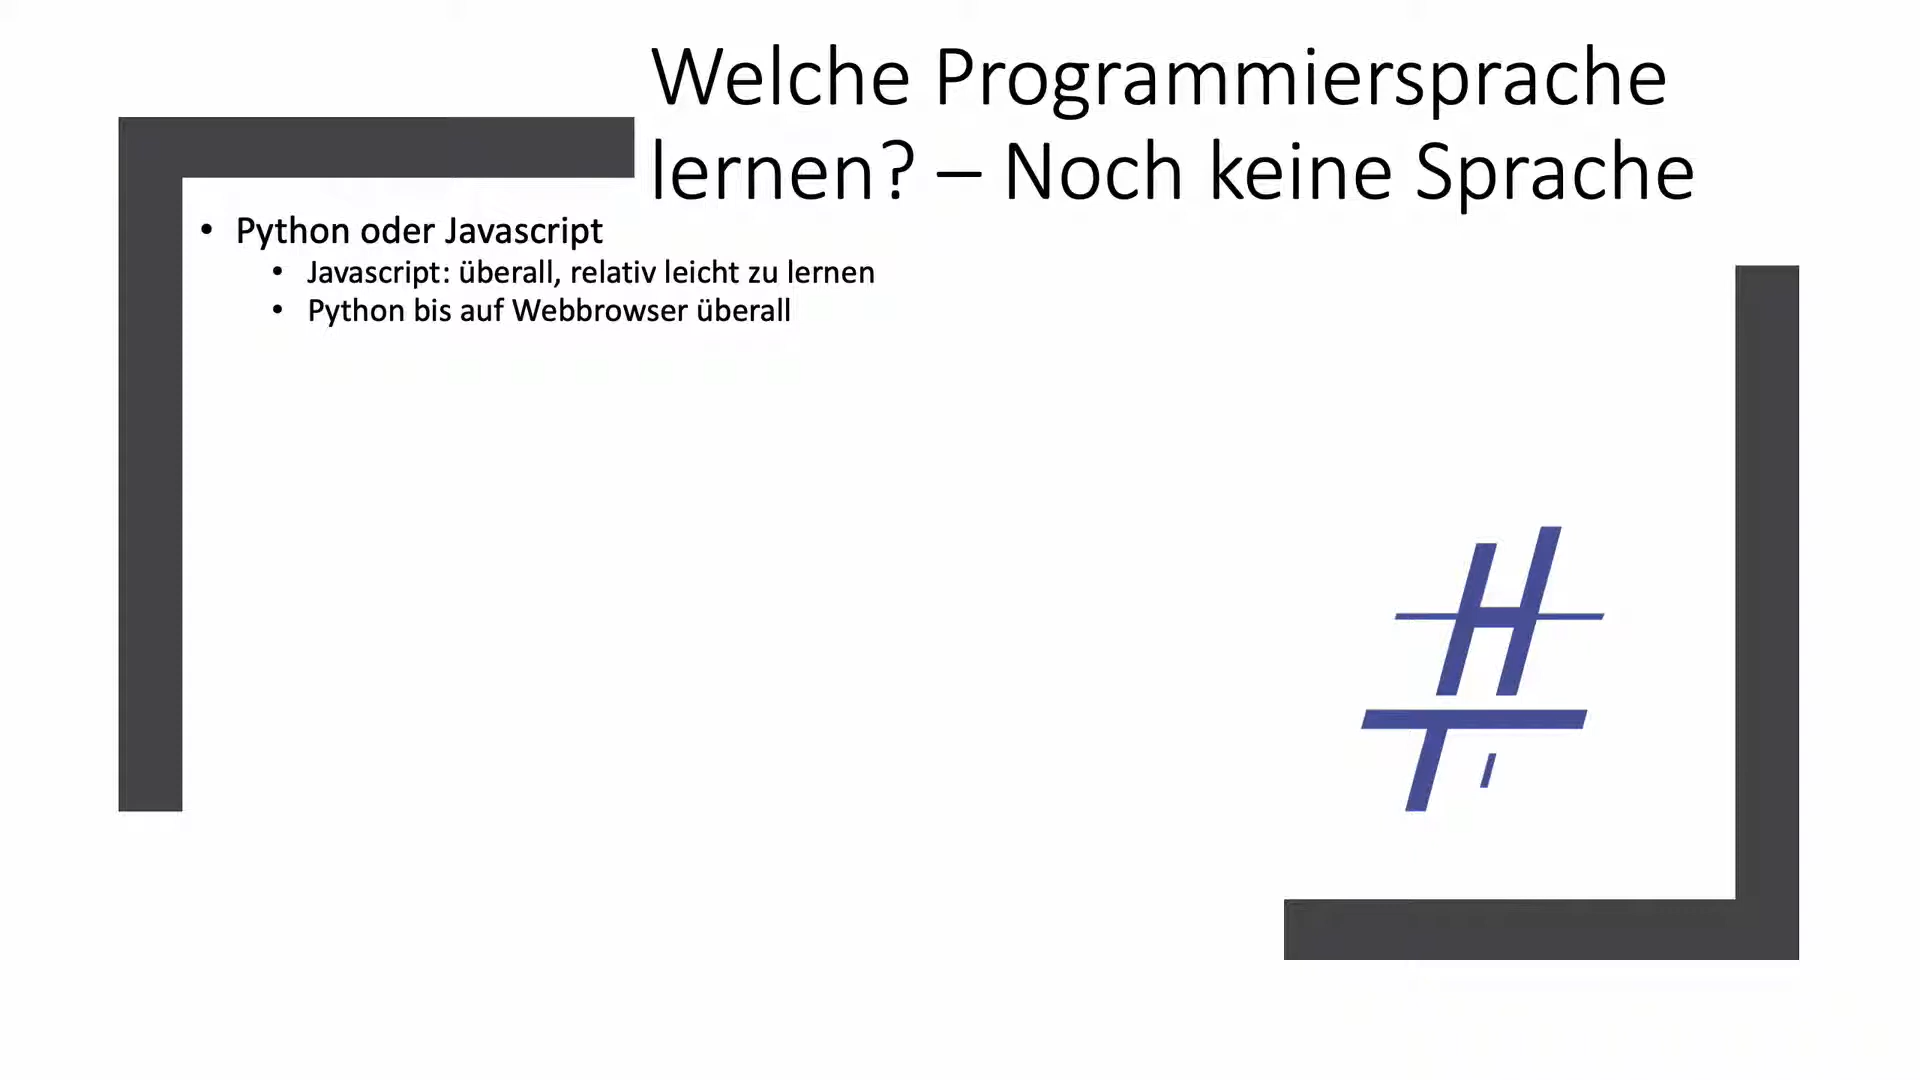 Welche Programmiersprache
lernen? – Noch keine Sprache
• Python oder Javascript
• Javascript: überall, relativ leicht zu lernen
• Python bis auf Webbrowser überall